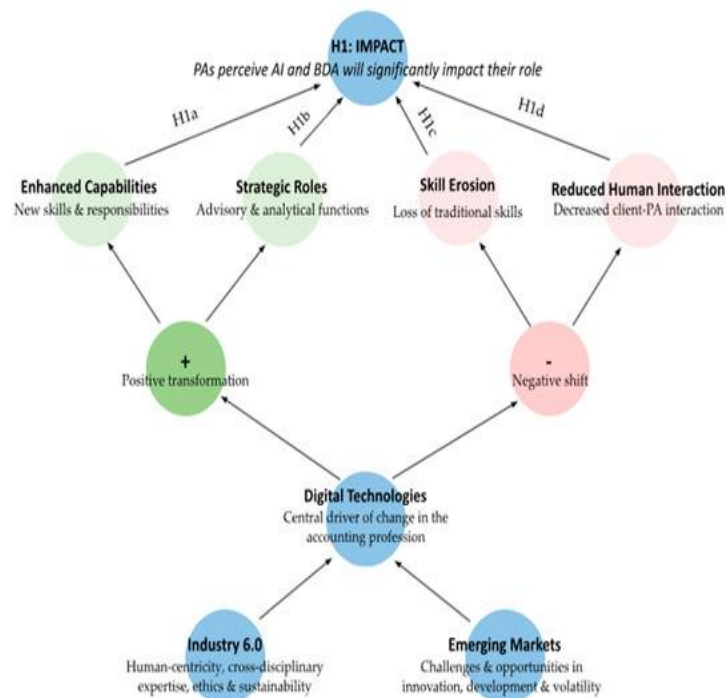 H1: IMPACT
PAs perceive AI and BDA will significantly impact their role
H1a
H1b
H1c
H1d
Enhanced Capabilities
New skills & responsibilities
Strategic Roles
Advisory & analytical functions
Skill Erosion
Loss of traditional skills
Reduced Human Interaction
Decreased client-PA interaction
+
Positive transformation
-
Negative shift
Digital Technologies
Central driver of change in the
accounting profession
Industry 6.0
Human-centricity, cross-disciplinary
expertise, ethics & sustainability
Emerging Markets
Challenges & opportunities in
innovation, development & volatility